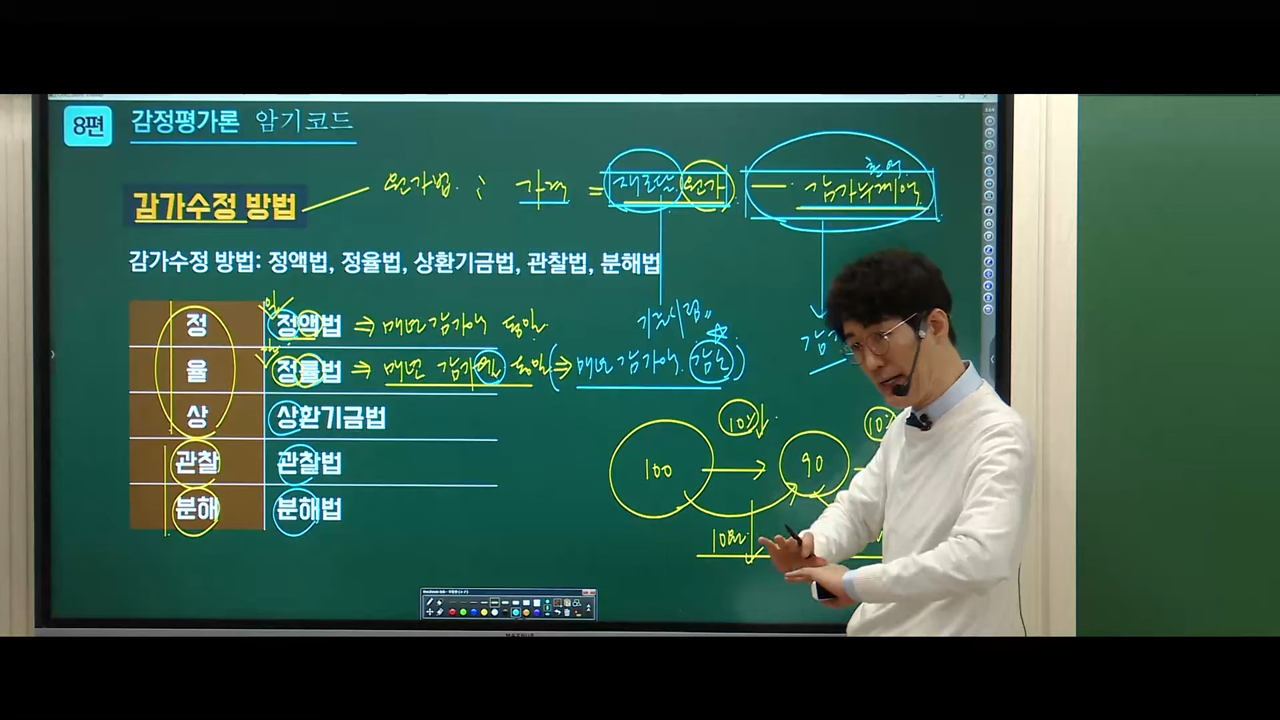 8편
감정평가론 암기코드
감가수정 방법
원가법 : 가격 = 재조달 원가 - 감가누계액
감가수정 방법: 정액법, 정율법, 상환기금법, 관찰법, 분해법
기준시점
정 정액법 ⇒ 매년 감가액 동일
율 정률법 ⇒ 매년 감가율 동일 (⇒ 매년 감가액 감소)
상 상환기금법
관찰 관찰법
분해 분해법
10% 10%
100 90